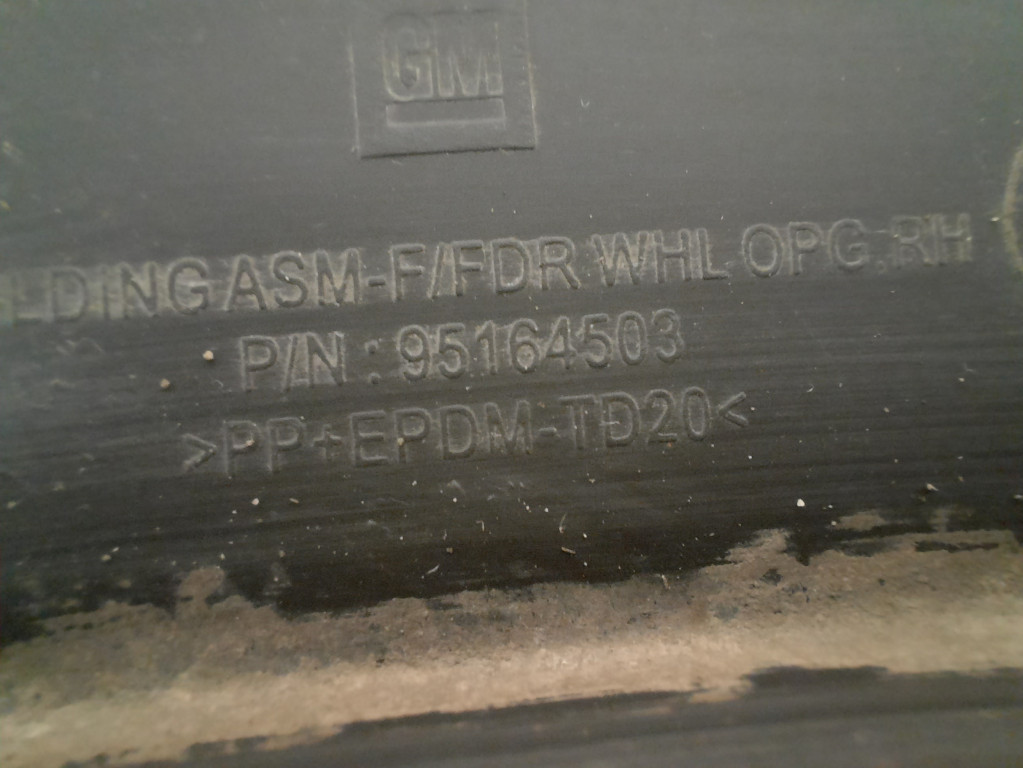 GM
LDING ASM-F/FDR WHL OPG.RH
P/N : 95164503
>PP+EPDM-TD20<